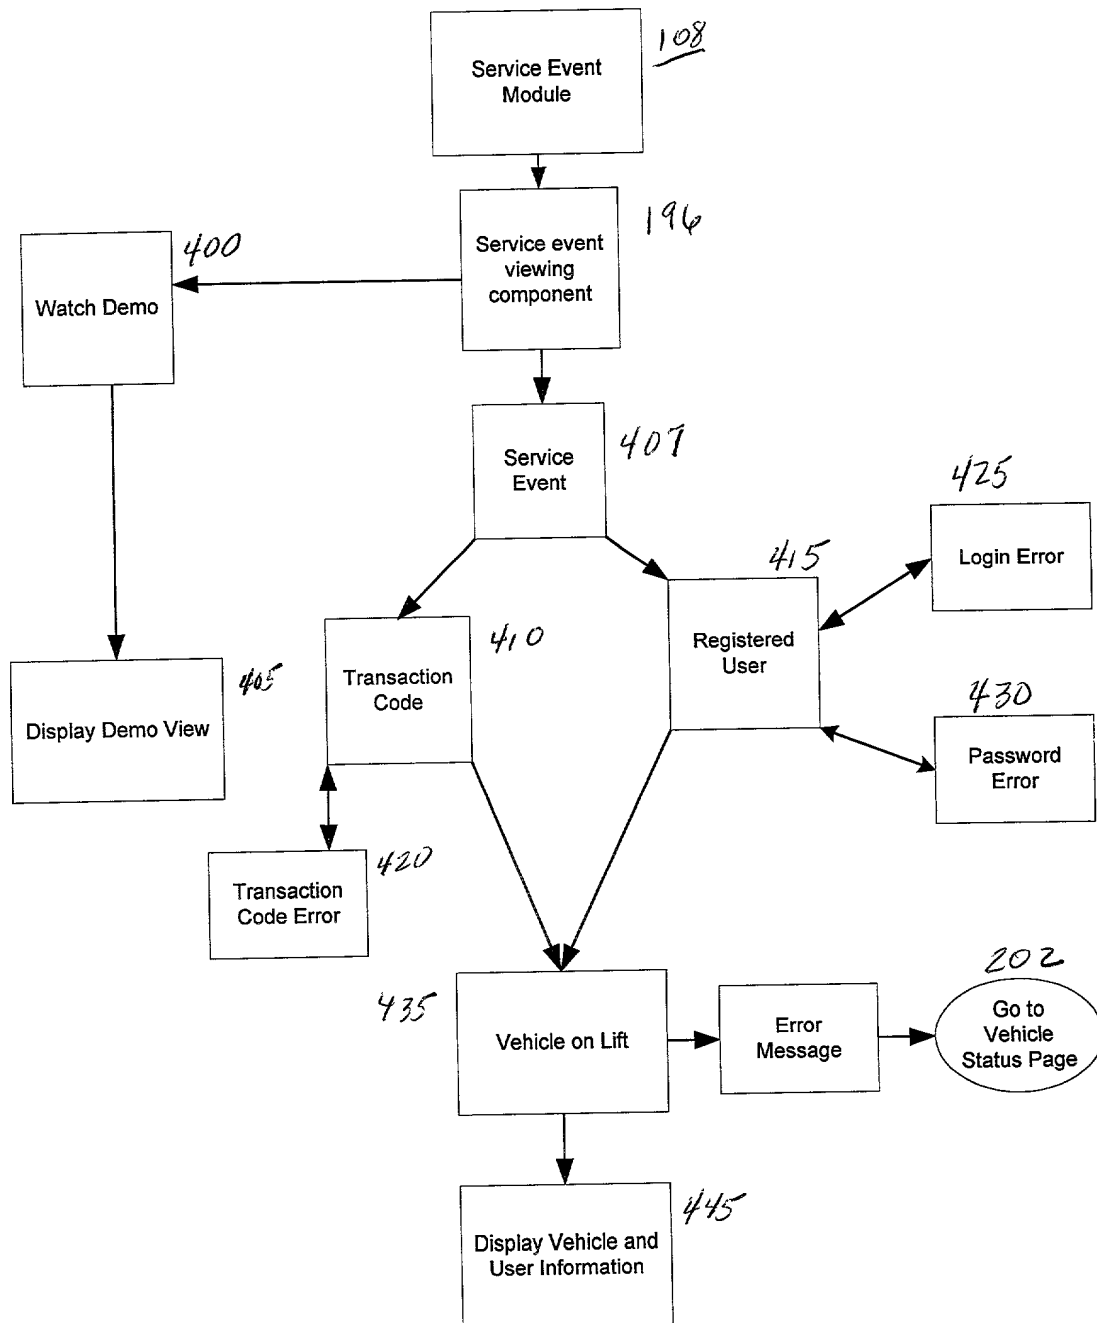 Service Event
Module
108
Service event
viewing
component
196
400
Watch Demo
Service
Event
407
425
Login Error
415
Registered
User
410
Transaction
Code
405
Display Demo View
430
Password
Error
420
Transaction
Code Error
435
Vehicle on Lift
Error
Message
202
Go to
Vehicle
Status Page
445
Display Vehicle and
User Information